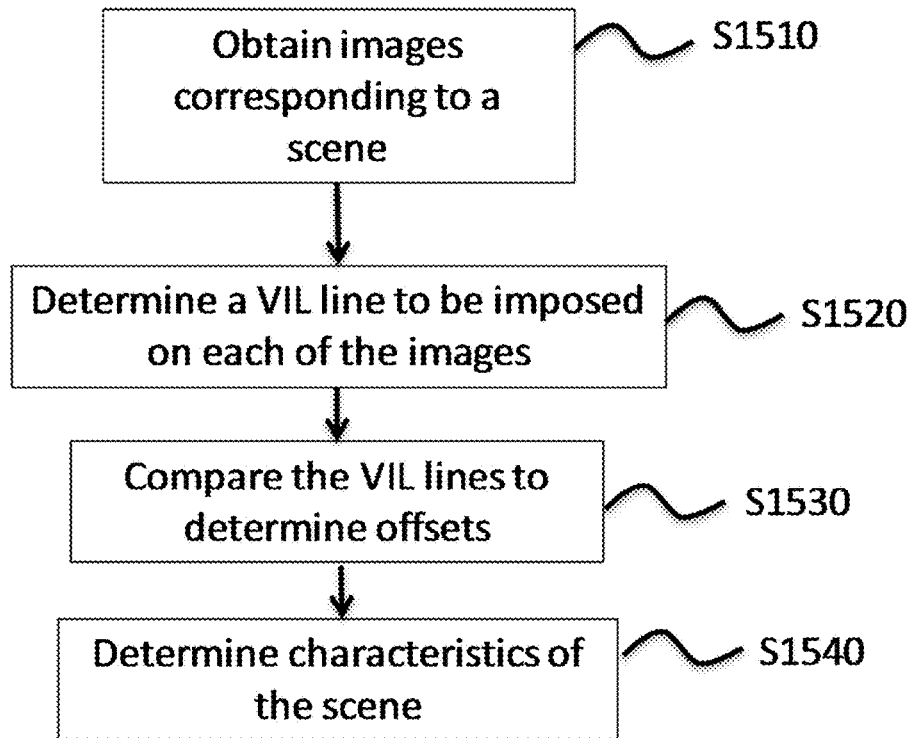 Obtain images
corresponding to a
scene
S1510
Determine a VIL line to be imposed
on each of the images
S1520
Compare the VIL lines to
determine offsets
S1530
Determine characteristics of
the scene
S1540